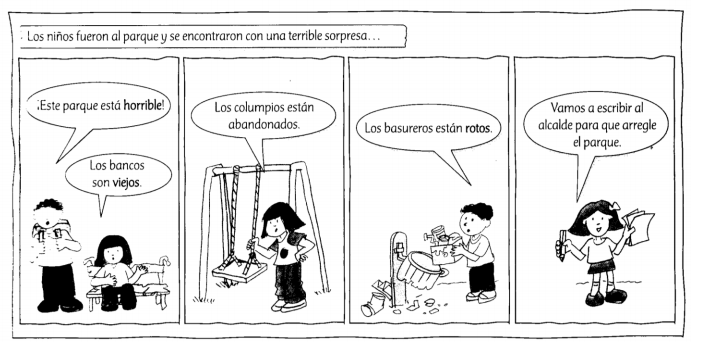 Los niños fueron al parque y se encontraron con una terrible sorpresa...
¡Este parque está horrible!
Los bancos
son viejos.
Los columpios están
abandonados.
Los basureros están rotos.
Vamos a escribir al
alcalde para que arregle
el parque.